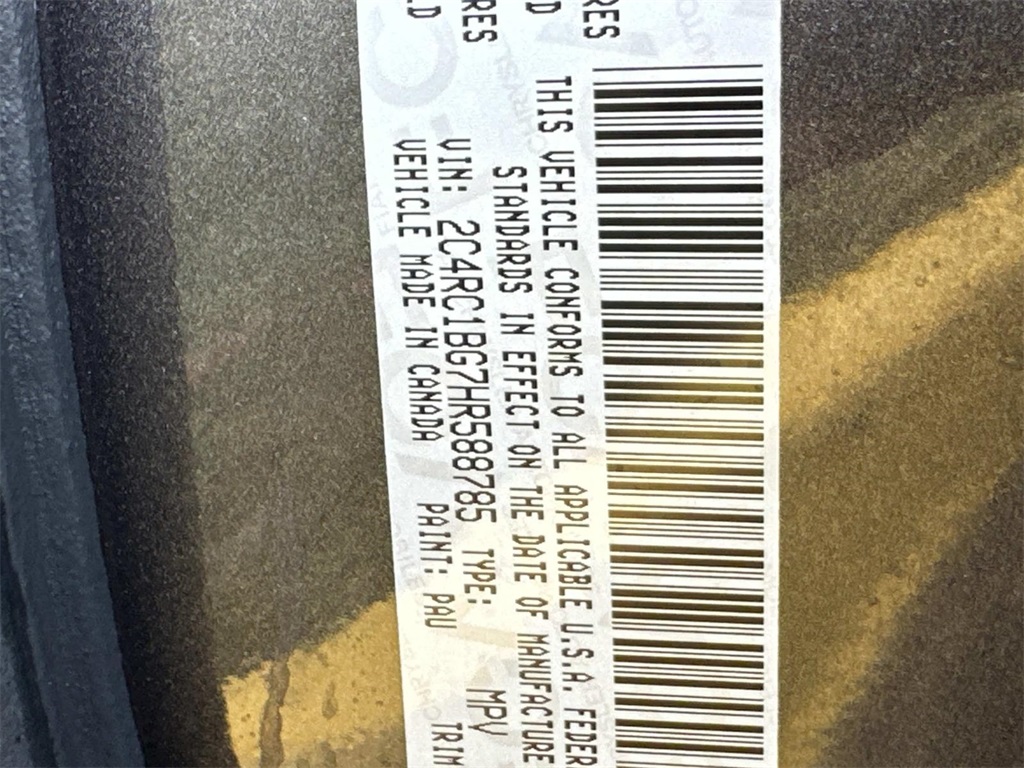 RES
LD
THIS VEHICLE CONFORMS TO ALL APPLICABLE U.S.A. FEDER
STANDARDS IN EFFECT ON THE DATE OF MANUFACTURE
VIN: 2C4RC1BG7HR588785 TYPE: MPV
VEHICLE MADE IN CANADA PAINT: PAU TRIM